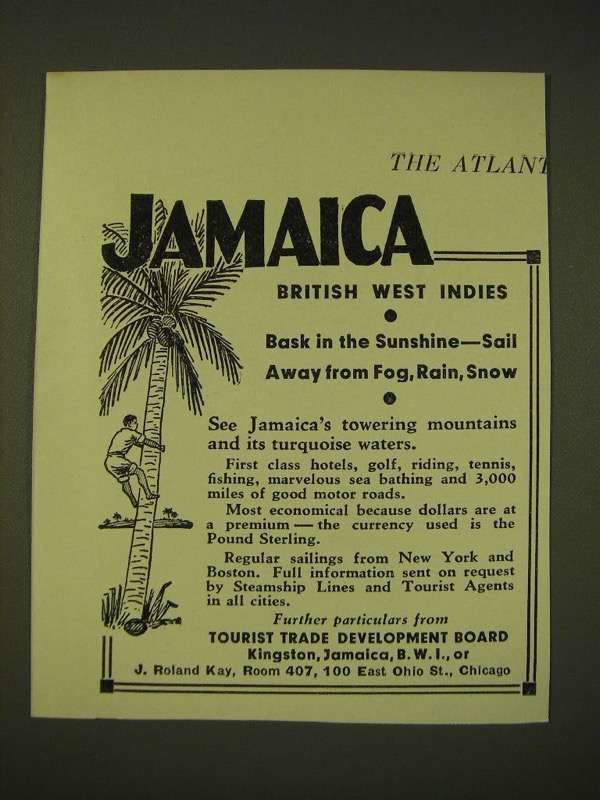 THE ATLANT
JAMAICA
BRITISH WEST INDIES
Bask in the Sunshine—Sail
Away from Fog, Rain, Snow
See Jamaica's towering mountains
and its turquoise waters.
First class hotels, golf, riding, tennis,
fishing, marvelous sea bathing and 3,000
miles of good motor roads.
Most economical because dollars are at
a premium — the currency used is the
Pound Sterling.
Regular sailings from New York and
Boston. Full information sent on request
by Steamship Lines and Tourist Agents
in all cities.
Further particulars from
TOURIST TRADE DEVELOPMENT BOARD
Kingston, Jamaica, B. W. I., or
J. Roland Kay, Room 407, 100 East Ohio St., Chicago